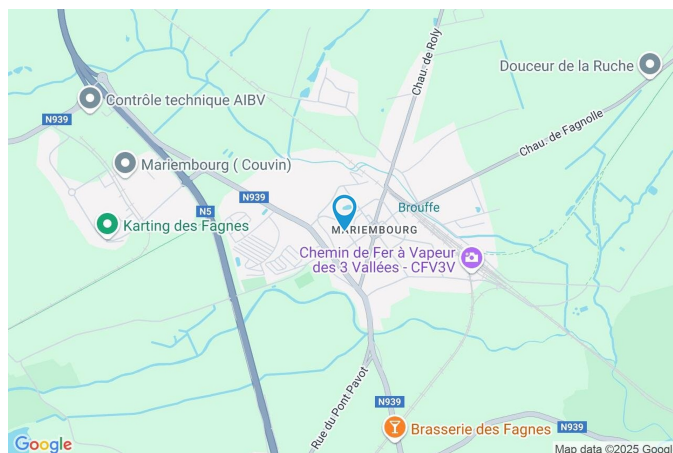 Douceur de la Ruche
Chau. de Roly
Contrôle technique AIBV
N939
Chau. de Fagnolle
Mariembourg ( Couvin)
N939
Brouffe
N5
Karting des Fagnes
MARIEMBOURG
Chemin de Fer à Vapeur
des 3 Vallées - CFV3V
Rue du Pont Pavot
N939
Brasserie des Fagnes
N939
Google
Map data ©2025 Googl